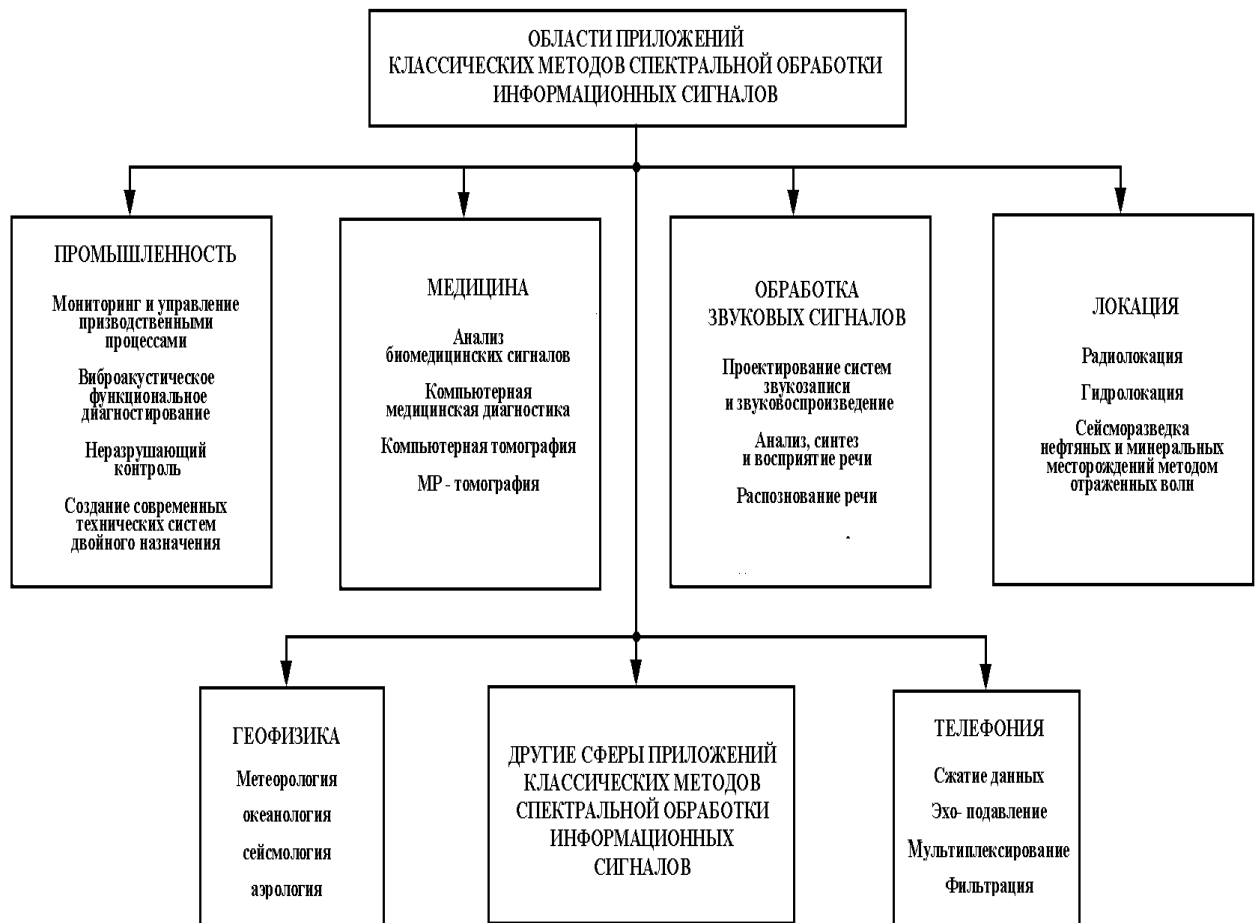 ОБЛАСТИ ПРИЛОЖЕНИЙ
КЛАССИЧЕСКИХ МЕТОДОВ СПЕКТРАЛЬНОЙ ОБРАБОТКИ
ИНФОРМАЦИОННЫХ СИГНАЛОВ
ПРОМЫШЛЕННОСТЬ
Мониторинг и управление
призводственными
процессами
Виброакустическое
функциональное
диагностирование
Неразрушающий
контроль
Создание современных
технических систем
двойного назначения
МЕДИЦИНА
Анализ
биомедицинских сигналов
Компьютерная
медицинская диагностика
Компьютерная томография
МР - томография
ОБРАБОТКА
ЗВУКОВЫХ СИГНАЛОВ
Проектирование систем
звукозаписи
и звуковоспроизведение
Анализ, синтез
и восприятие речи
Распознование речи
ЛОКАЦИЯ
Радиолокация
Гидролокация
Сейсморазведка
нефтяных и минеральных
месторождений методом
отраженных волн
ГЕОФИЗИКА
Метеорология
океанология
сейсмология
аэрология
ДРУГИЕ СФЕРЫ ПРИЛОЖЕНИЙ
КЛАССИЧЕСКИХ МЕТОДОВ
СПЕКТРАЛЬНОЙ ОБРАБОТКИ
ИНФОРМАЦИОННЫХ
СИГНАЛОВ
ТЕЛЕФОНИЯ
Сжатие данных
Эхо- подавление
Мультиплексирование
Фильтрация